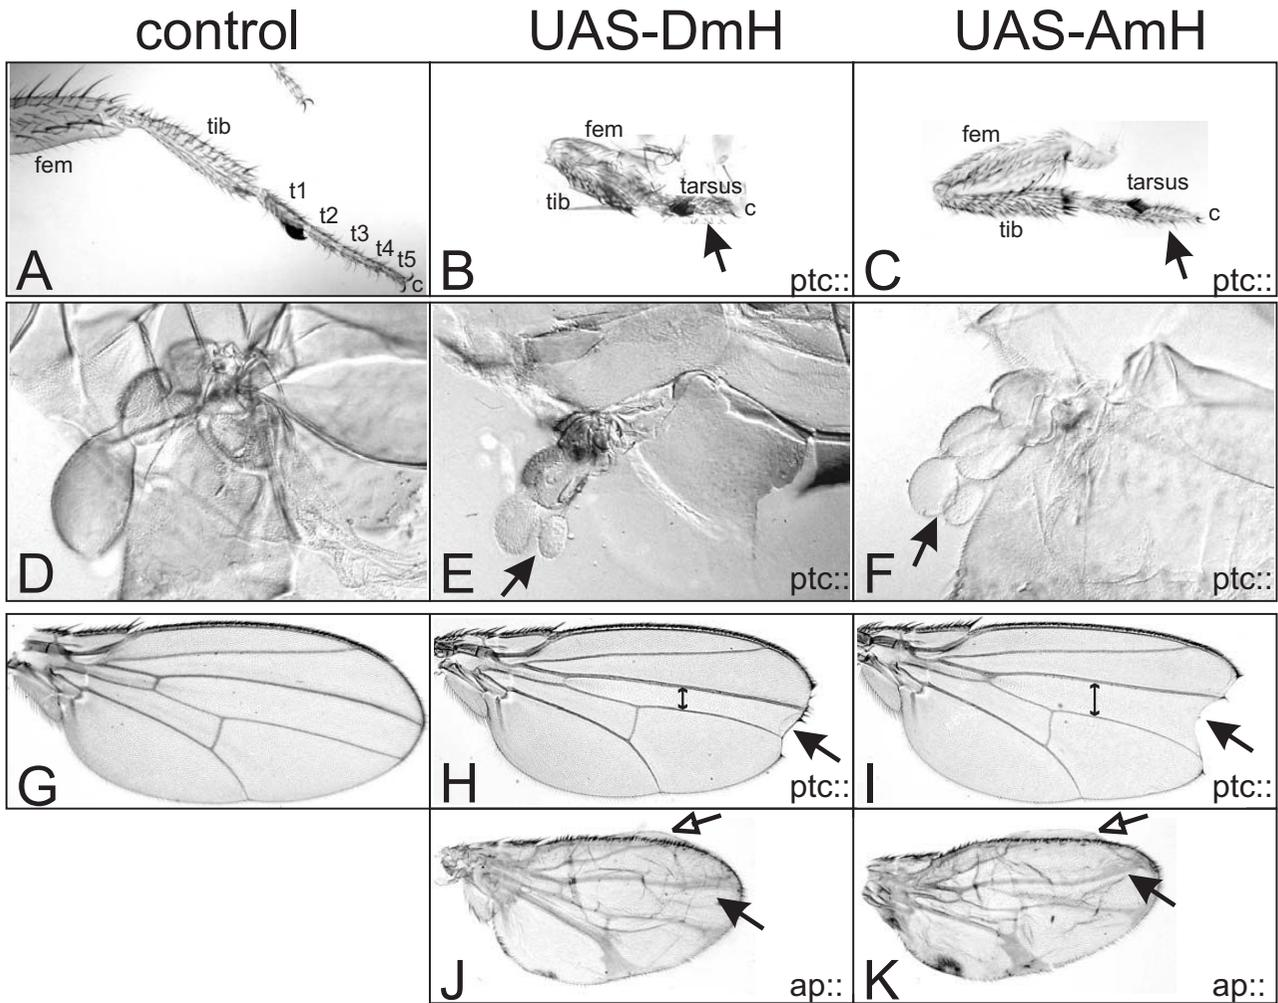 control UAS-DmH UAS-AmH
fem tib t1 t2 t3 t4 t5 c
A
fem tib tarsus c
B ptc::
fem tib tarsus c
C ptc::
D
E ptc::
F ptc::
G
H ptc::
I ptc::
J ap::
K ap::